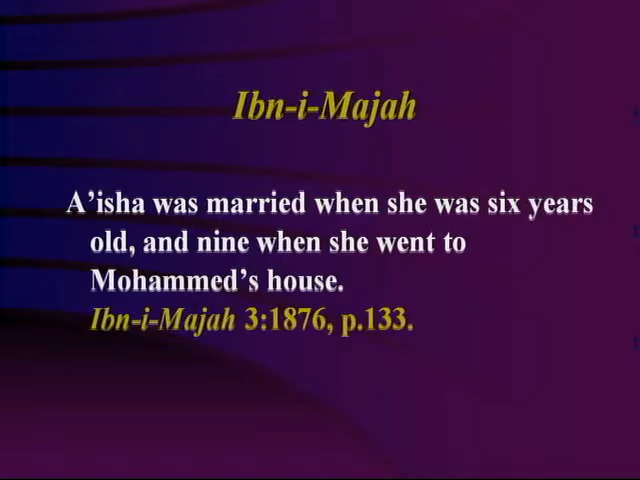 Ibn-i-Majah
A’isha was married when she was six years
old, and nine when she went to
Mohammed’s house.
Ibn-i-Majah 3:1876, p.133.